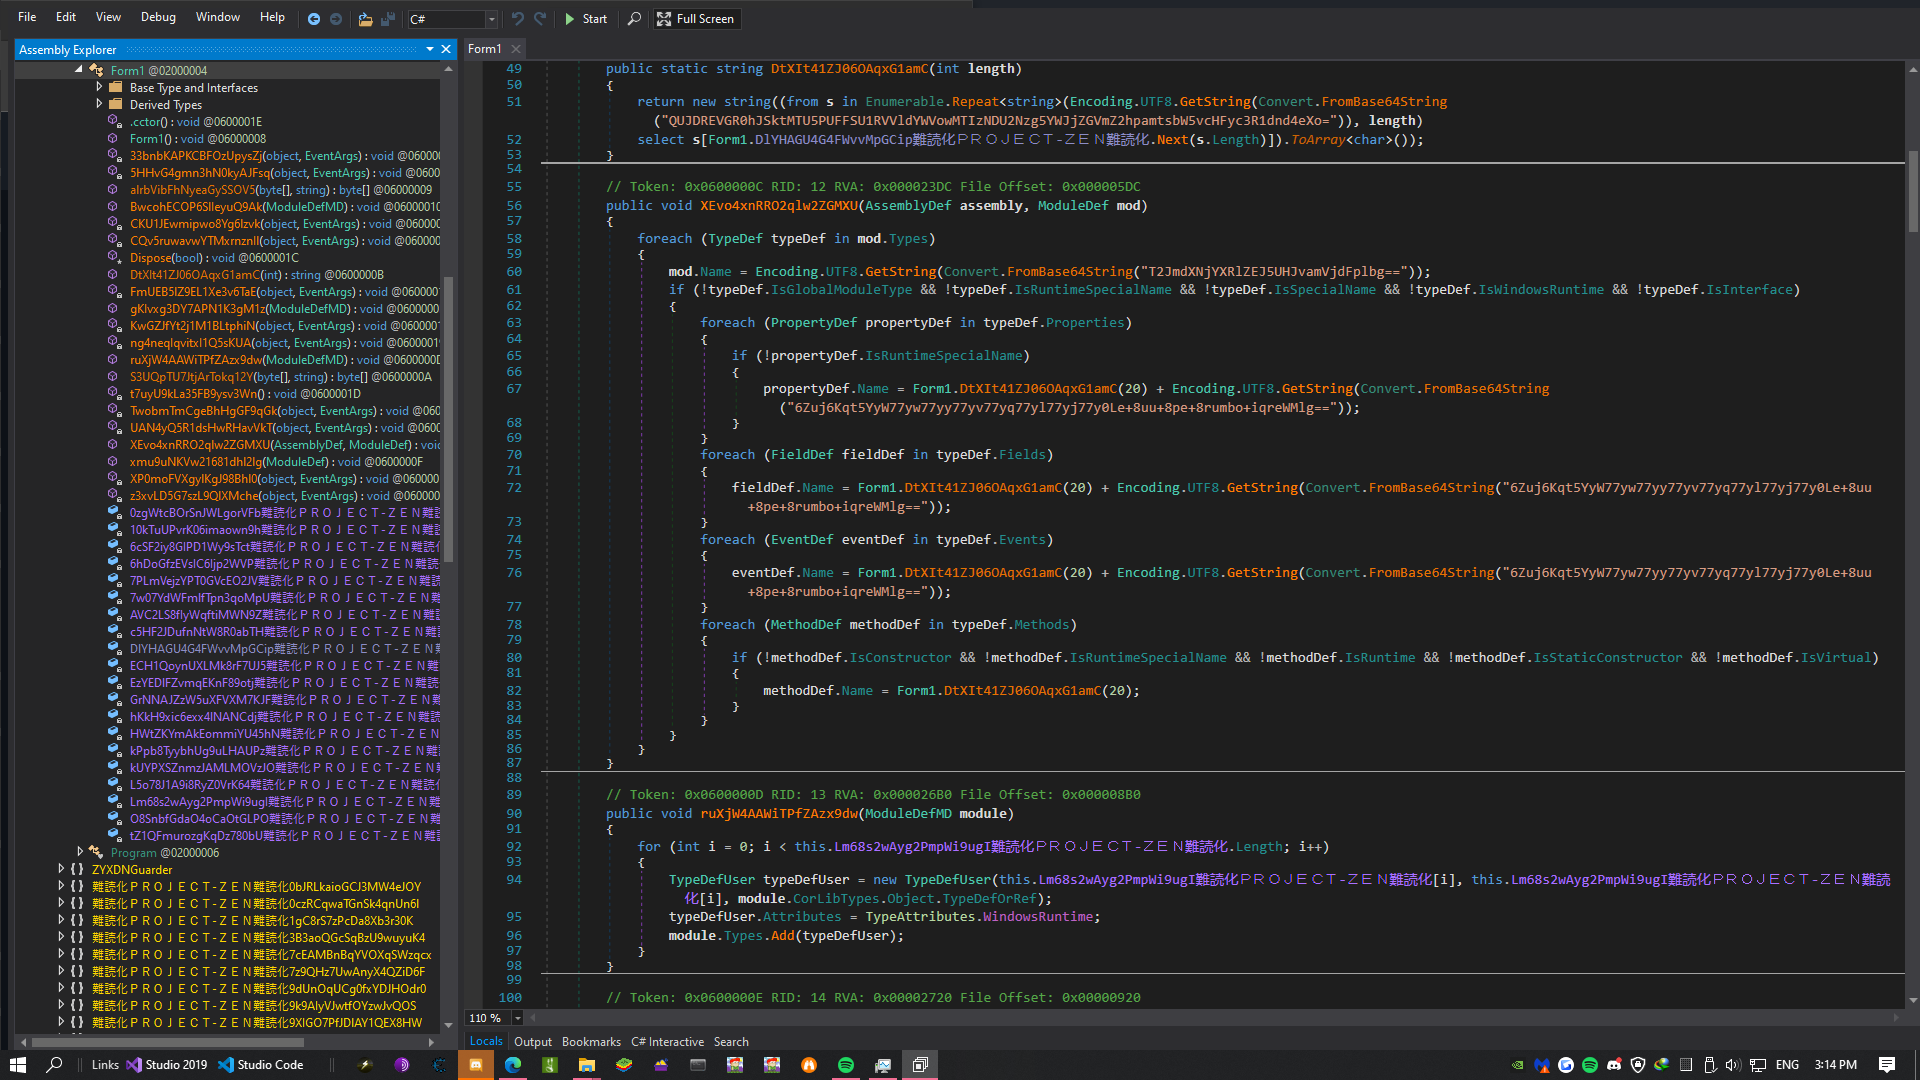 File Edit View Debug Window Help C# Start Full Screen
Assembly Explorer
Form1
Form1 @02000004
Base Type and Interfaces
Derived Types
.cctor() : void @0600001E
Form1() : void @06000008
33bnbKAPKCBFOzUpysZj(object, EventArgs) : void @06000
5HHvG4gmn3hN0kyAJFsq(object, EventArgs) : void @0600
alrbVibFhNyeaGySSOV5(byte[], string) : byte[] @06000009
BwcohECOP6SlIeyuQ9Ak(ModuleDefMD) : void @0600001
CKU1JEwmipwo8Yg6Izvk(object, EventArgs) : void @0600
CQv5ruwavwYTMxrnznII(object, EventArgs) : void @06000
Dispose(bool) : void @0600001C
DtXIt41ZJ06OAqxG1amC(int) : string @0600000B
FmUEB5IZ9EL1Xe3v6TaE(object, EventArgs) : void @060000
gKlvxg3DY7APN1K3gM1z(ModuleDefMD) : void @0600000
KwGZJfYt2j1M1BLtphiN(object, EventArgs) : void @060000
ng4neqIqvitxI1Q5sKUA(object, EventArgs) : void @060000
ruXjW4AAWiTPfZAzx9dw(ModuleDefMD) : void @0600000D
S3UQpTU7JtjArTokq12Y(byte[], string) : byte[] @0600000A
t7uyU9kLa35FB9ysv3Wn() : void @0600001D
TwobmTmCgeBhHgGF9qGk(object, EventArgs) : void @060
UAN4yQ5R1dsHwRHavVkT(object, EventArgs) : void @0600
XEvo4xnRRO2qlw2ZGMXU(AssemblyDef, ModuleDef) : voi
xmu9uNKVw21681dhI2Ig(ModuleDef) : void @0600000F
XP0moFVXgyIKgJ98BhI0(object, EventArgs) : void @06000
z3xvLD5G7szL9QIXMche(object, EventArgs) : void @06000
0zgWtcBOrSnJWLgorVFb難読化ＰＲＯＪＥＣＴ-ＺＥＮ難
10kTuUPvrK06imaown9h難読化ＰＲＯＪＥＣＴ-ＺＥＮ難読
6cSF2iy8GIPD1Wy9sTct難読化ＰＲＯＪＥＣＴ-ＺＥＮ難読
6hDoGfzEVsIC6Ijp2WVP難読化ＰＲＯＪＥＣＴ-ＺＥＮ難読
7PLmVejzYPT0GVcEO2JV難読化ＰＲＯＪＥＣＴ-ＺＥＮ難読
7w07YdWFmIfTpn3qoMpU難読化ＰＲＯＪＥＣＴ-ＺＥＮ難
AVC2LS8fIyWqftiMWN9Z難読化ＰＲＯＪＥＣＴ-ＺＥＮ難読
c5HF2JDufnNtW8R0abTH難読化ＰＲＯＪＥＣＴ-ＺＥＮ難読
DlYHAGU4G4FWvvMpGCip難読化ＰＲＯＪＥＣＴ-ＺＥＮ難
ECH1QoynUXLMk8rF7UJ5難読化ＰＲＯＪＥＣＴ-ＺＥＮ難読
EzYEDIFZvmqEKnF89otj難読化ＰＲＯＪＥＣＴ-ＺＥＮ難読
GrNNAJZzW5uXFVXM7KJF難読化ＰＲＯＪＥＣＴ-ＺＥＮ難
hKkH9xic6exx4INANCdj難読化ＰＲＯＪＥＣＴ-ＺＥＮ難読
HWtZKYmAkEommiYU45hN難読化ＰＲＯＪＥＣＴ-ＺＥＮ難
kPpb8TyybhUg9uLHAUPz難読化ＰＲＯＪＥＣＴ-ＺＥＮ難読
kUYPXSZnmzJAMLMOVzJO難読化ＰＲＯＪＥＣＴ-ＺＥＮ難
L5o78J1A9i8RyZ0VrK64難読化ＰＲＯＪＥＣＴ-ＺＥＮ難読
Lm68s2wAyg2PmpWi9ugI難読化ＰＲＯＪＥＣＴ-ＺＥＮ難
O8SnbfGdaO4oCaOtGLPO難読化ＰＲＯＪＥＣＴ-ＺＥＮ難
tZ1QFmurozgKqDz780bU難読化ＰＲＯＪＥＣＴ-ＺＥＮ難読
Program @02000006
ZYXDNGuarder
難読化ＰＲＯＪＥＣＴ-ＺＥＮ難読化0bJRLkaioGCJ3MW4eJOY
難読化ＰＲＯＪＥＣＴ-ＺＥＮ難読化0czRCqwaTGnSk4qnUn6I
難読化ＰＲＯＪＥＣＴ-ＺＥＮ難読化1gC8rS7zPcDa8Xb3r30K
難読化ＰＲＯＪＥＣＴ-ＺＥＮ難読化3B3aoQGcSqBzU9wuyuK4
難読化ＰＲＯＪＥＣＴ-ＺＥＮ難読化7cEAMBnBqYVOXqSWzqcx
難読化ＰＲＯＪＥＣＴ-ＺＥＮ難読化7z9QHz7UwAnyX4QZiD6F
難読化ＰＲＯＪＥＣＴ-ＺＥＮ難読化9dUnOqUCg0fxYDJHOdr0
難読化ＰＲＯＪＥＣＴ-ＺＥＮ難読化9k9AlyVJwtfOYzwJvQOS
難読化ＰＲＯＪＥＣＴ-ＺＥＮ難読化9XIGO7PfJDIAY1QEX8HW
49 public static string DtXIt41ZJ06OAqxG1amC(int length)
50 {
51 return new string((from s in Enumerable.Repeat<string>(Encoding.UTF8.GetString(Convert.FromBase64String
("QUJDREVGR0hJSktMTU5PUFFSU1RVVldYWVowMTIzNDU2Nzg5YWJjZGVmZ2hpamtsbW5vcHFyc3R1dnd4eXo=")), length)
52 select s[Form1.DlYHAGU4G4FWvvMpGCip難読化ＰＲＯＪＥＣＴ-ＺＥＮ難読化.Next(s.Length)]).ToArray<char>());
53 }
54
55 // Token: 0x0600000C RID: 12 RVA: 0x000023DC File Offset: 0x000005DC
56 public void XEvo4xnRRO2qlw2ZGMXU(AssemblyDef assembly, ModuleDef mod)
57 {
58 foreach (TypeDef typeDef in mod.Types)
59 {
60 mod.Name = Encoding.UTF8.GetString(Convert.FromBase64String("T2JmdXNjYXRlZEJ5UHJvamVjdFplbg=="));
61 if (!typeDef.IsGlobalModuleType && !typeDef.IsRuntimeSpecialName && !typeDef.IsSpecialName && !typeDef.IsWindowsRuntime && !typeDef.IsInterface)
62 {
63 foreach (PropertyDef propertyDef in typeDef.Properties)
64 {
65 if (!propertyDef.IsRuntimeSpecialName)
66 {
67 propertyDef.Name = Form1.DtXIt41ZJ06OAqxG1amC(20) + Encoding.UTF8.GetString(Convert.FromBase64String
("6Zuj6Kqt5YyW77yw77yy77yv77yq77yl77yj77y0Le+8uu+8pe+8rumbo+iqreWMlg=="));
68 }
69 }
70 foreach (FieldDef fieldDef in typeDef.Fields)
71 {
72 fieldDef.Name = Form1.DtXIt41ZJ06OAqxG1amC(20) + Encoding.UTF8.GetString(Convert.FromBase64String("6Zuj6Kqt5YyW77yw77yy77yv77yq77yl77yj77y0Le+8uu
+8pe+8rumbo+iqreWMlg=="));
73 }
74 foreach (EventDef eventDef in typeDef.Events)
75 {
76 eventDef.Name = Form1.DtXIt41ZJ06OAqxG1amC(20) + Encoding.UTF8.GetString(Convert.FromBase64String("6Zuj6Kqt5YyW77yw77yy77yv77yq77yl77yj77y0Le+8uu
+8pe+8rumbo+iqreWMlg=="));
77 }
78 foreach (MethodDef methodDef in typeDef.Methods)
79 {
80 if (!methodDef.IsConstructor && !methodDef.IsRuntimeSpecialName && !methodDef.IsRuntime && !methodDef.IsStaticConstructor && !methodDef.IsVirtual)
81 {
82 methodDef.Name = Form1.DtXIt41ZJ06OAqxG1amC(20);
83 }
84 }
85 }
86 }
87 }
88
89 // Token: 0x0600000D RID: 13 RVA: 0x000026B0 File Offset: 0x000008B0
90 public void ruXjW4AAWiTPfZAzx9dw(ModuleDefMD module)
91 {
92 for (int i = 0; i < this.Lm68s2wAyg2PmpWi9ugI難読化ＰＲＯＪＥＣＴ-ＺＥＮ難読化.Length; i++)
93 {
94 TypeDefUser typeDefUser = new TypeDefUser(this.Lm68s2wAyg2PmpWi9ugI難読化ＰＲＯＪＥＣＴ-ＺＥＮ難読化[i], this.Lm68s2wAyg2PmpWi9ugI難読化ＰＲＯＪＥＣＴ-ＺＥＮ難読
化[i], module.CorLibTypes.Object.TypeDefOrRef);
95 typeDefUser.Attributes = TypeAttributes.WindowsRuntime;
96 module.Types.Add(typeDefUser);
97 }
98 }
99
100 // Token: 0x0600000E RID: 14 RVA: 0x00002720 File Offset: 0x00000920
110 %
Locals Output Bookmarks C# Interactive Search
Links Studio 2019 Studio Code ENG 3:14 PM